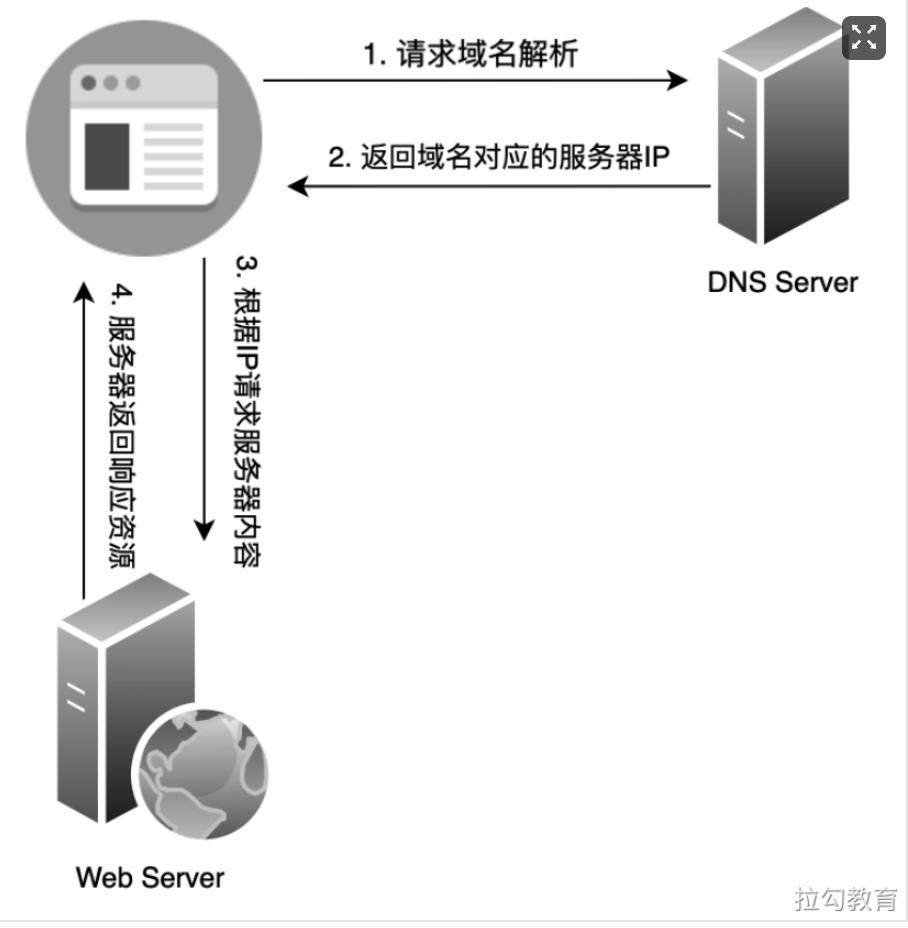 1. 请求域名解析
2. 返回域名对应的服务器IP
DNS Server
3. 根据IP请求服务器内容
4. 服务器返回响应资源
Web Server
拉勾教育